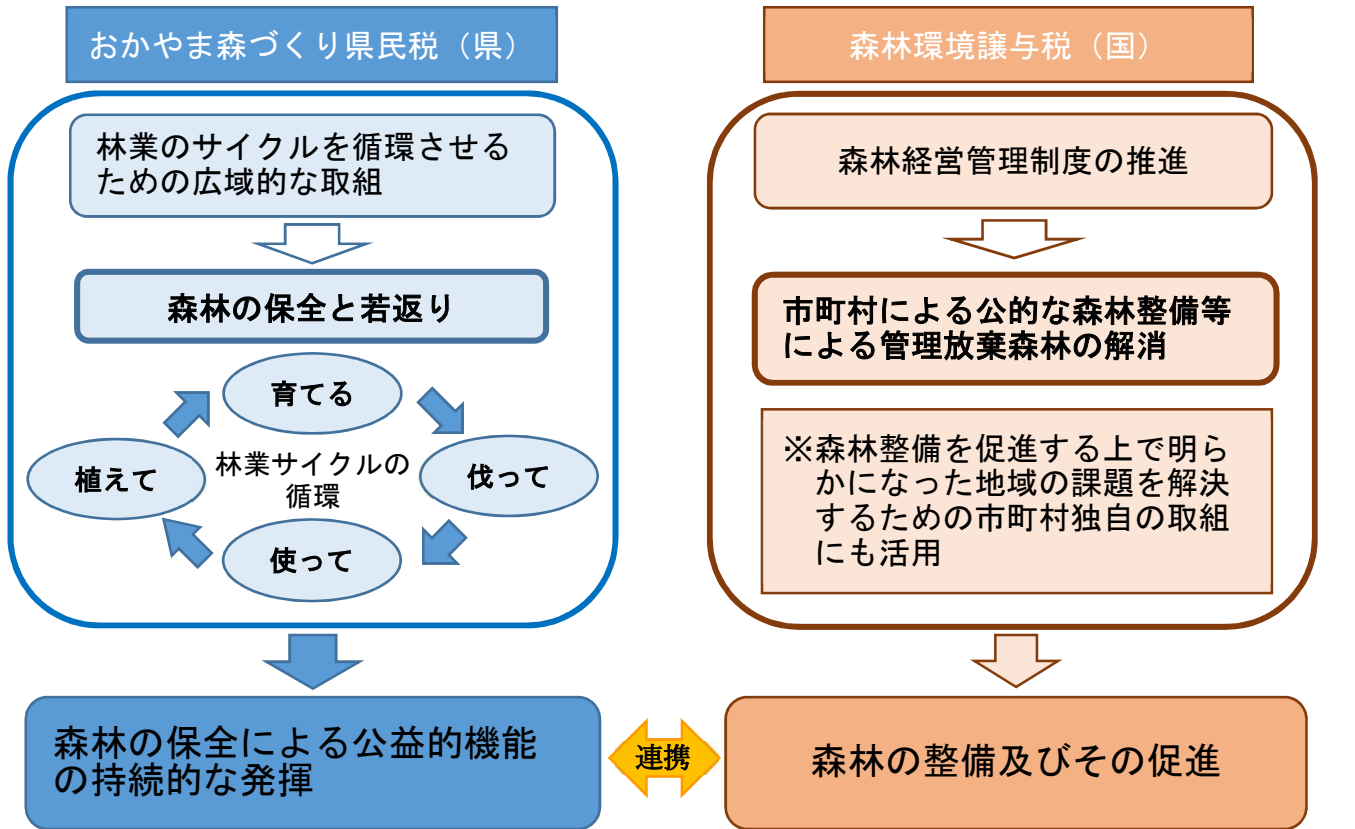 おかやま森づくり県民税（県）
林業のサイクルを循環させる
ための広域的な取組
森林の保全と若返り
育てる
植えて
林業サイクルの
循環
伐って
使って
森林の保全による公益的機能
の持続的な発揮
連携
森林環境譲与税（国）
森林経営管理制度の推進
市町村による公的な森林整備等
による管理放棄森林の解消
※森林整備を促進する上で明ら
かになった地域の課題を解決
するための市町村独自の取組
にも活用
森林の整備及びその促進